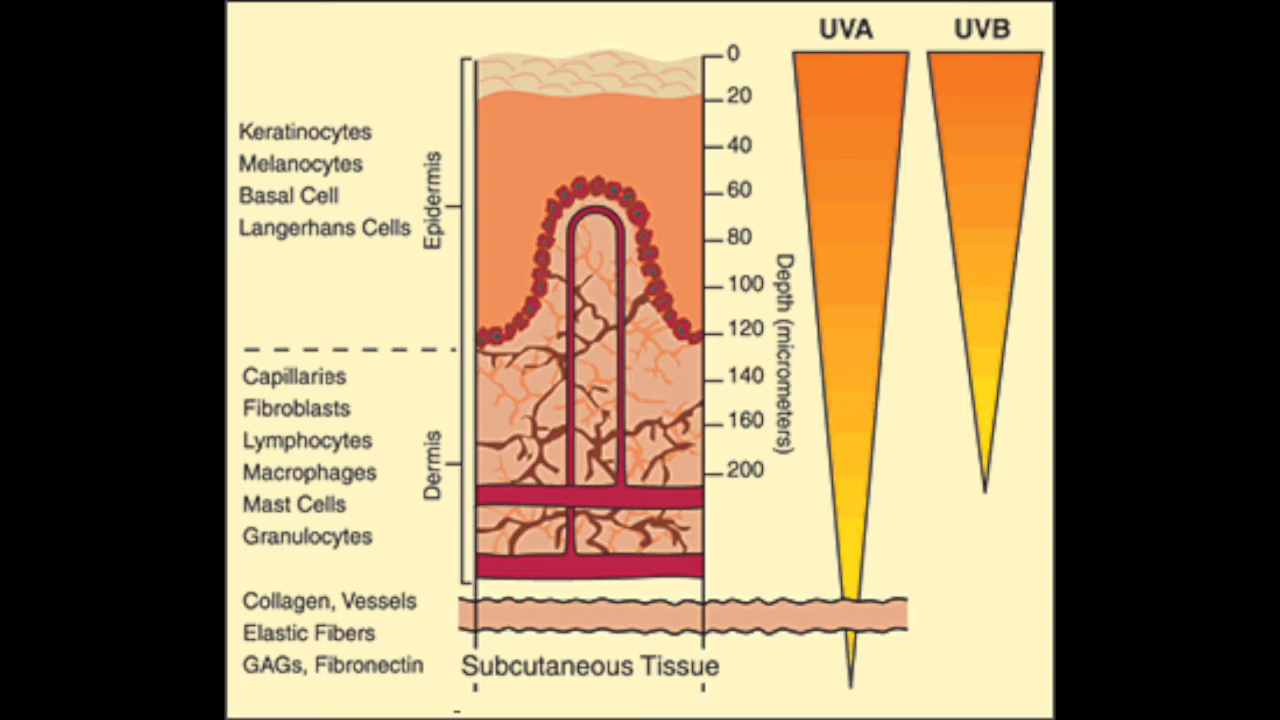 UVA
UVB
0
20
40
60
80
100
120
140
160
200
Depth (micrometers)
Epidermis
Keratinocytes
Melanocytes
Basal Cell
Langerhans Cells
Dermis
Capillaries
Fibroblasts
Lymphocytes
Macrophages
Mast Cells
Granulocytes
Collagen, Vessels
Elastic Fibers
GAGs, Fibronectin
Subcutaneous Tissue